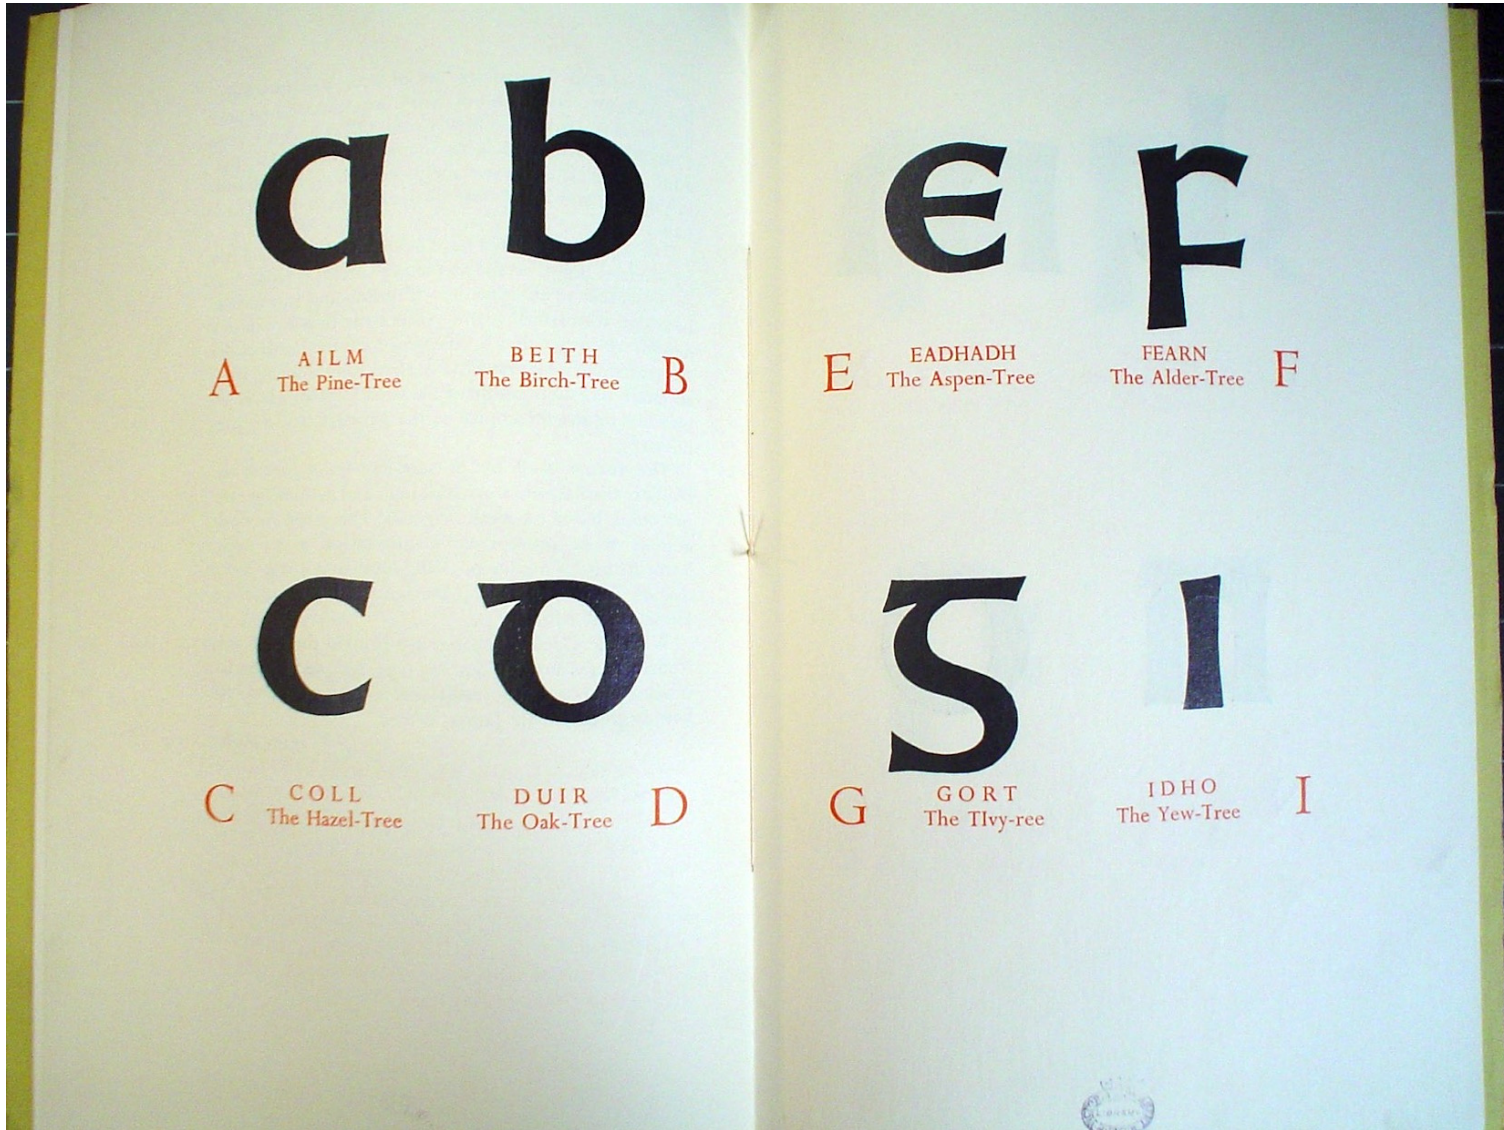 a b
A AILM BEITH B
The Pine-Tree The Birch-Tree
c d
C COLL DUIR D
The Hazel-Tree The Oak-Tree
e f
E EADHADH FEARN F
The Aspen-Tree The Alder-Tree
g ı
G GORT IDHO I
The TIvy-ree The Yew-Tree